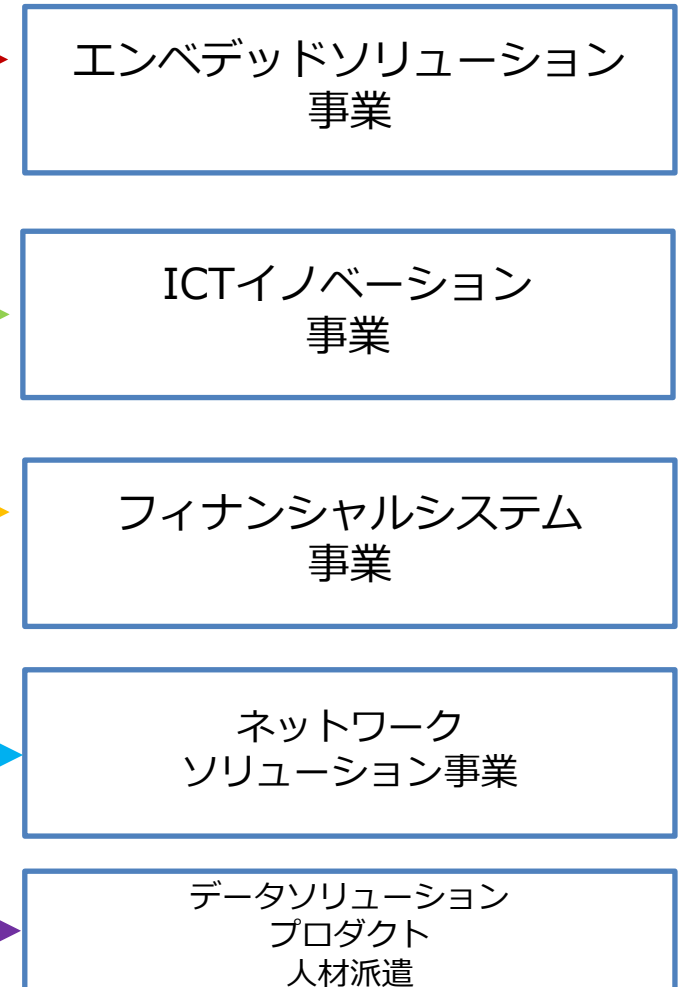 エンベデッドソリューション
事業
ICTイノベーション
事業
フィナンシャルシステム
事業
ネットワーク
ソリューション事業
データソリューション
プロダクト
人材派遣